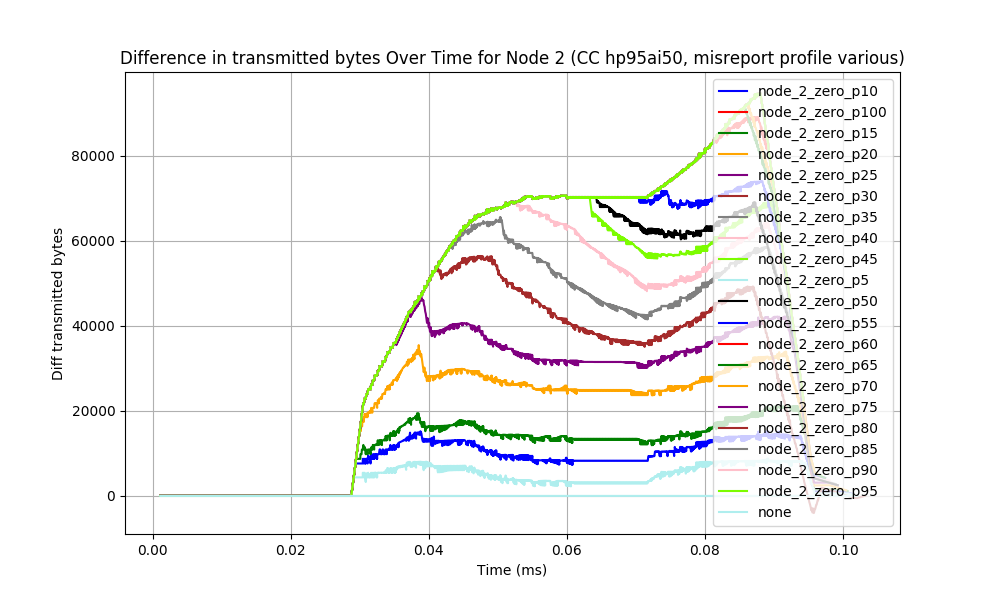 Difference in transmitted bytes Over Time for Node 2 (CC hp95ai50, misreport profile various)
Diff transmitted bytes
80000
60000
40000
20000
0
0.00
0.02
0.04
0.06
0.08
0.10
Time (ms)
node_2_zero_p10
node_2_zero_p100
node_2_zero_p15
node_2_zero_p20
node_2_zero_p25
node_2_zero_p30
node_2_zero_p35
node_2_zero_p40
node_2_zero_p45
node_2_zero_p5
node_2_zero_p50
node_2_zero_p55
node_2_zero_p60
node_2_zero_p65
node_2_zero_p70
node_2_zero_p75
node_2_zero_p80
node_2_zero_p85
node_2_zero_p90
node_2_zero_p95
none